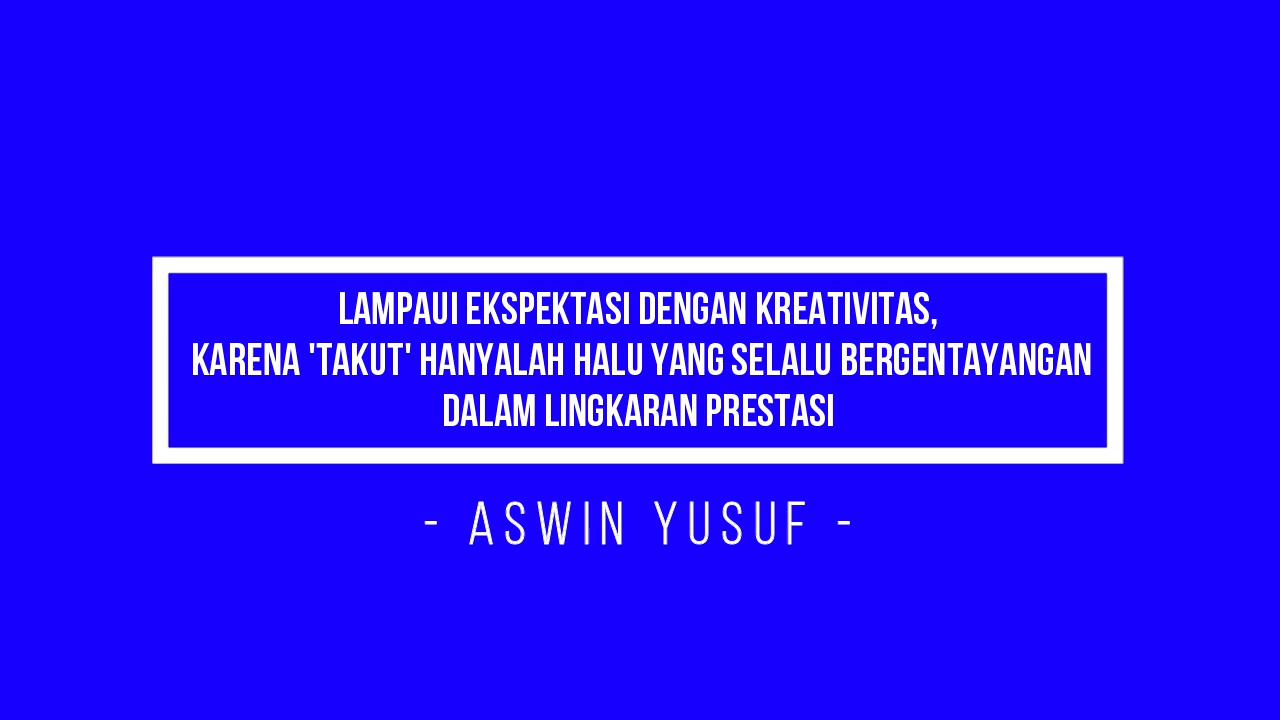 LAMPAUI EKSPEKTASI DENGAN KREATIVITAS,
KARENA 'TAKUT' HANYALAH HALU YANG SELALU BERGENTAYANGAN
DALAM LINGKARAN PRESTASI
- ASWIN YUSUF -